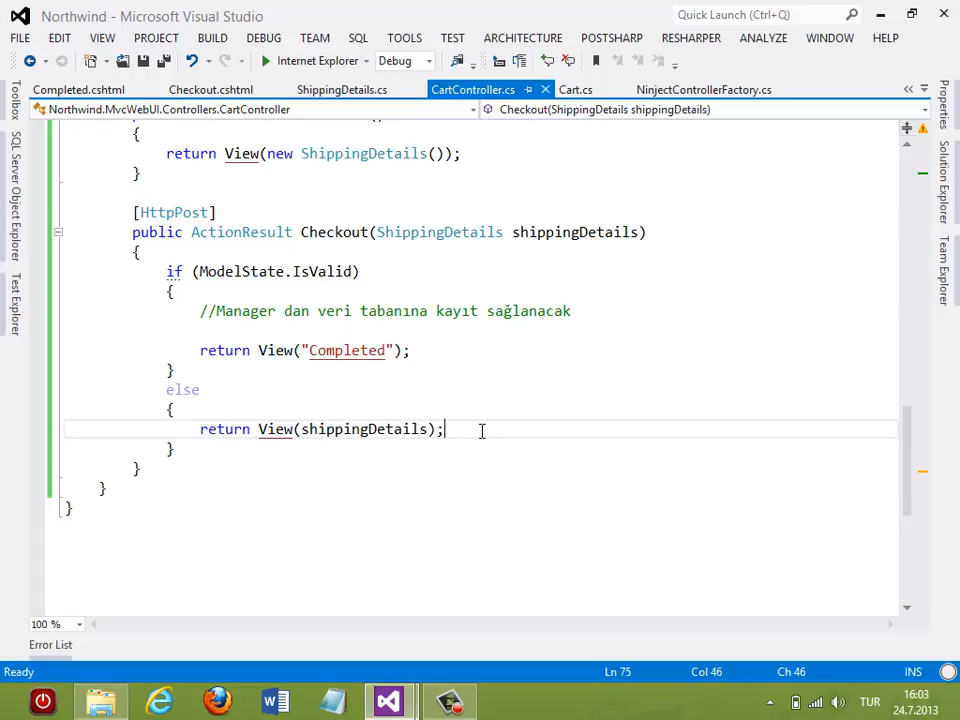 Northwind - Microsoft Visual Studio
Quick Launch (Ctrl+Q)
FILE EDIT VIEW PROJECT BUILD DEBUG TEAM SQL TOOLS TEST ARCHITECTURE POSTSHARP RESHARPER ANALYZE WINDOW HELP
Internet Explorer Debug
Completed.cshtml Checkout.cshtml ShippingDetails.cs CartController.cs Cart.cs NinjectControllerFactory.cs
Northwind.MvcWebUI.Controllers.CartController Checkout(ShippingDetails shippingDetails)
Toolbox
SQL Server Object Explorer
Test Explorer
{
return View(new ShippingDetails());
}
[HttpPost]
public ActionResult Checkout(ShippingDetails shippingDetails)
{
if (ModelState.IsValid)
{
//Manager dan veri tabanına kayıt sağlanacak
return View("Completed");
}
else
{
return View(shippingDetails);
}
}
}
}
Properties
Solution Explorer
Team Explorer
100 %
Error List
Ready Ln 75 Col 46 Ch 46 INS
TUR
16:03
24.7.2013